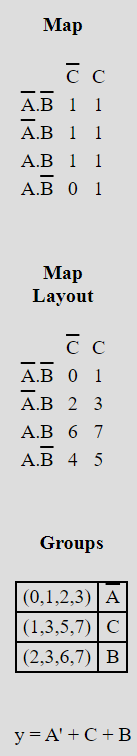 Map
C̅ C
A̅.B̅ 1 1
A̅.B 1 1
A.B 1 1
A.B̅ 0 1
Map
Layout
C̅ C
A̅.B̅ 0 1
A̅.B 2 3
A.B 6 7
A.B̅ 4 5
Groups
(0,1,2,3) A̅
(1,3,5,7) C
(2,3,6,7) B
y = A' + C + B